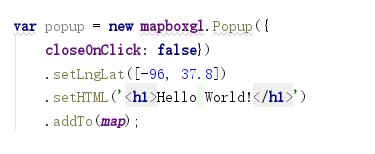 var popup = new mapboxgl.Popup({
closeOnClick: false})
.setLngLat([-96, 37.8])
.setHTML('<h1>Hello World!</h1>')
.addTo(map);